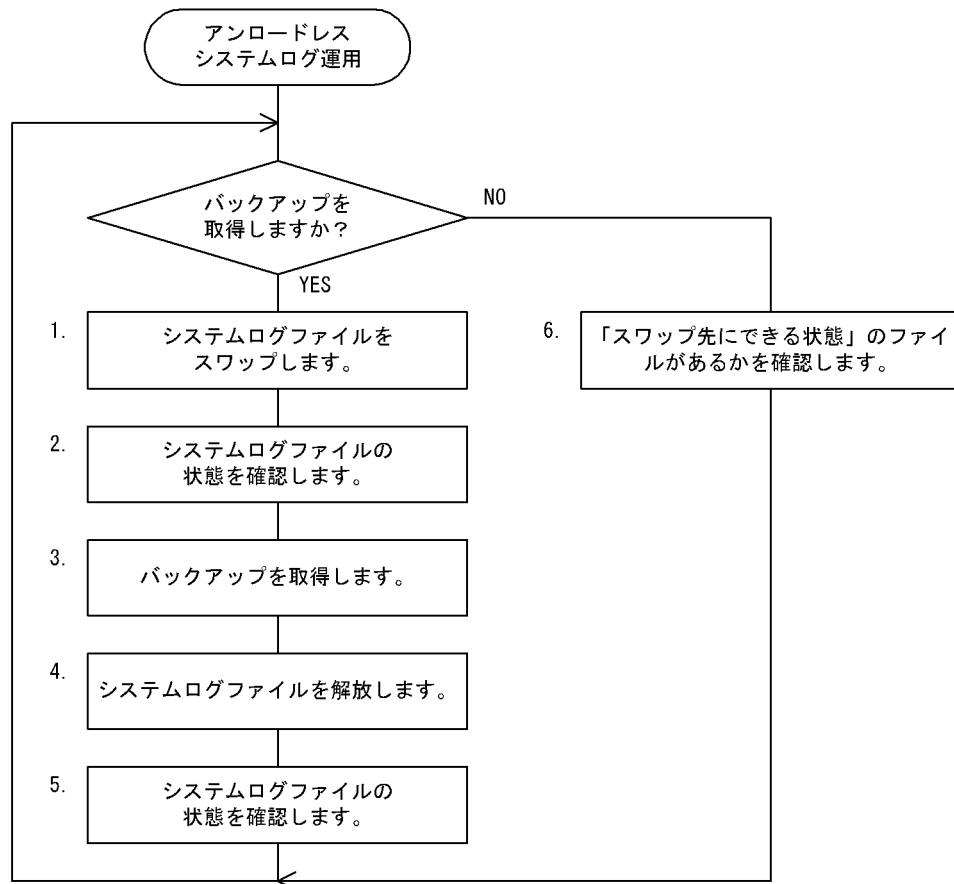 アンロードレス
システムログ運用
バックアップを
取得しますか？
NO
YES
1.
システムログファイルを
スワップします。
6.
「スワップ先にできる状態」のファイ
ルがあるかを確認します。
2.
システムログファイルの
状態を確認します。
3.
バックアップを取得します。
4.
システムログファイルを解放します。
5.
システムログファイルの
状態を確認します。